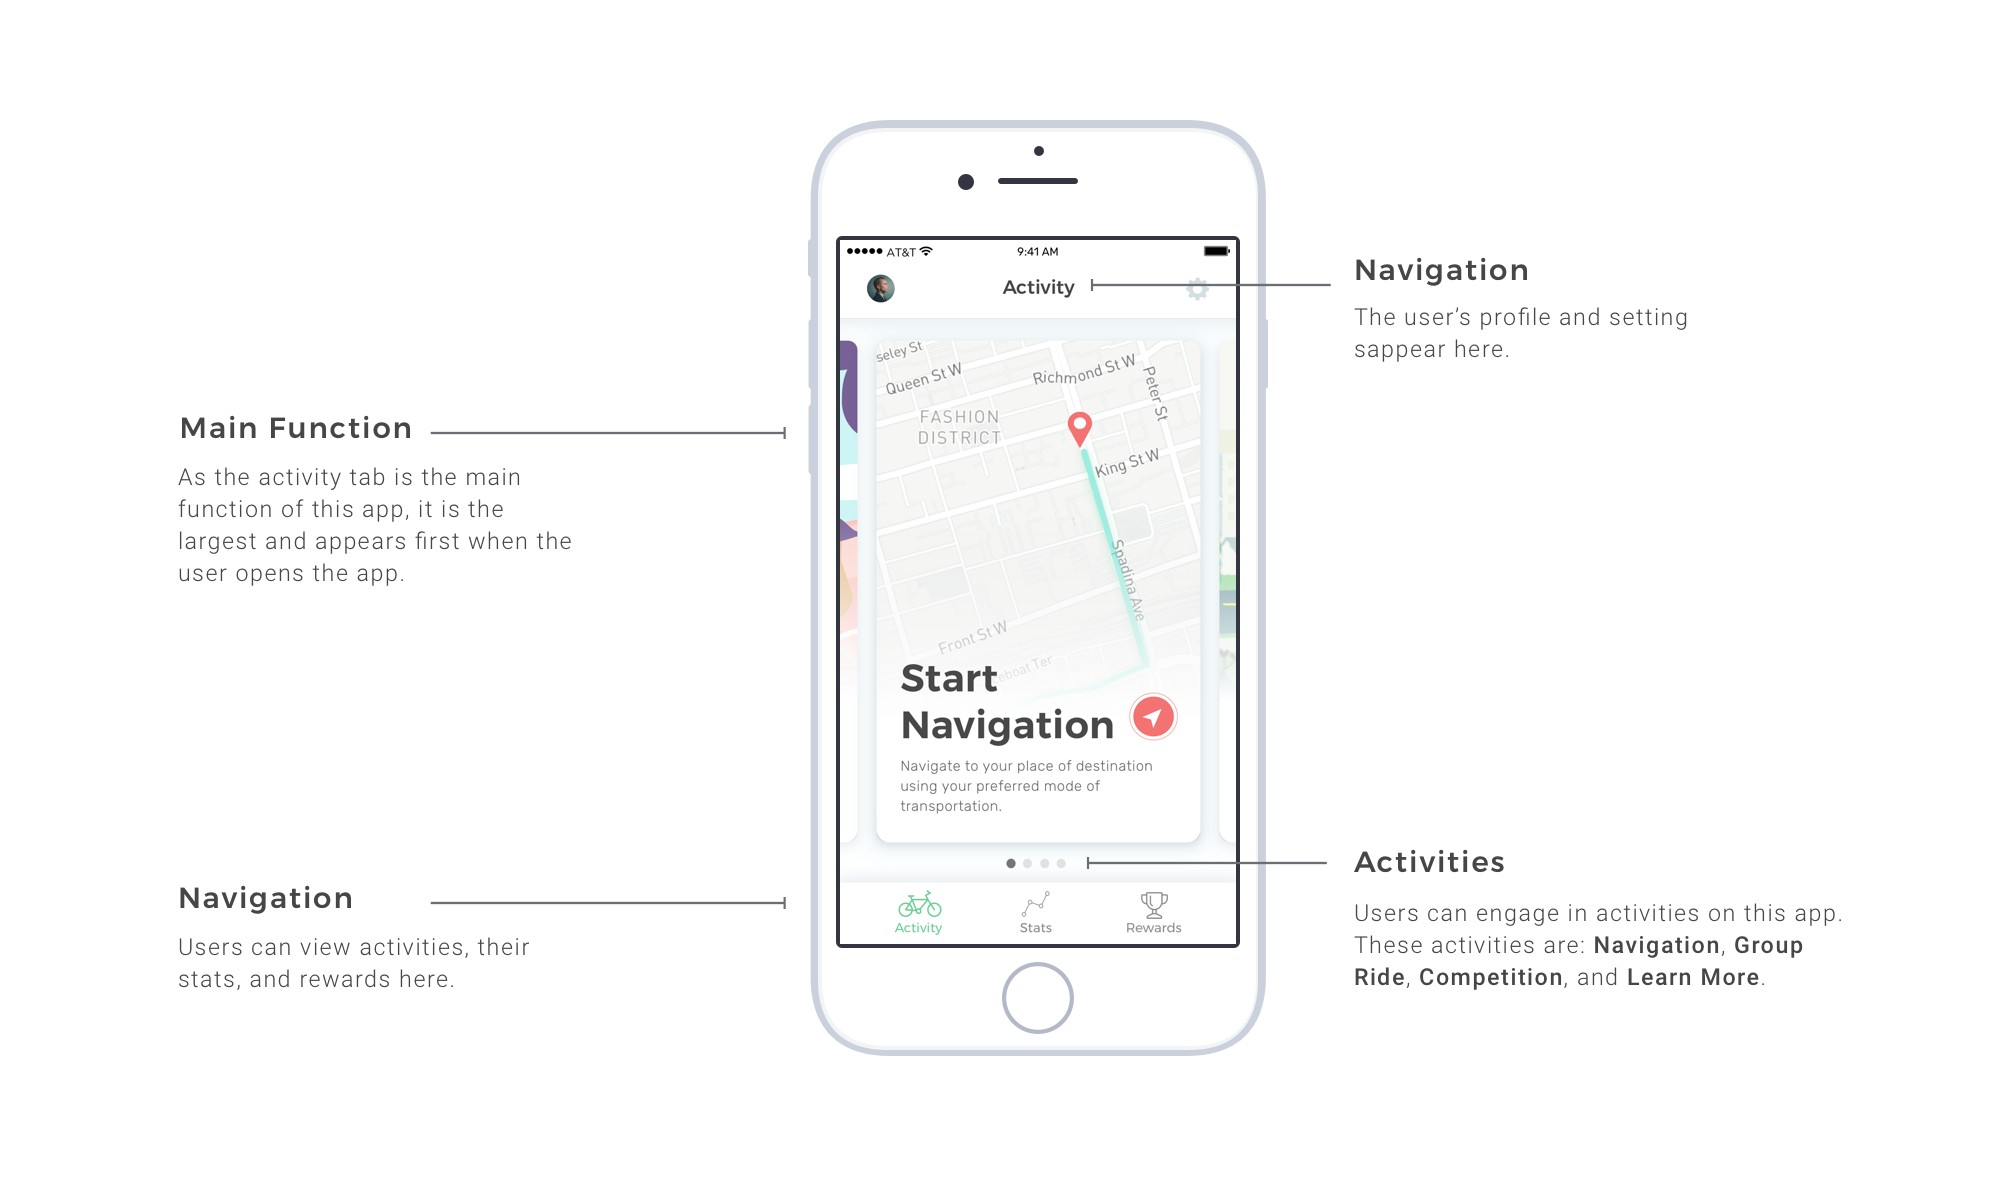 AT&T
9:41 AM
Activity
seley St
Queen St W
Richmond St W
Peter St
FASHION
DISTRICT
King St W
Spadina Ave
Front St W
eboat Ter
Start
Navigation
Navigate to your place of destination
using your preferred mode of
transportation.
Activity
Stats
Rewards
Main Function
As the activity tab is the main
function of this app, it is the
largest and appears first when the
user opens the app.
Navigation
Users can view activities, their
stats, and rewards here.
Navigation
The user’s profile and setting
sappear here.
Activities
Users can engage in activities on this app.
These activities are: Navigation, Group
Ride, Competition, and Learn More.